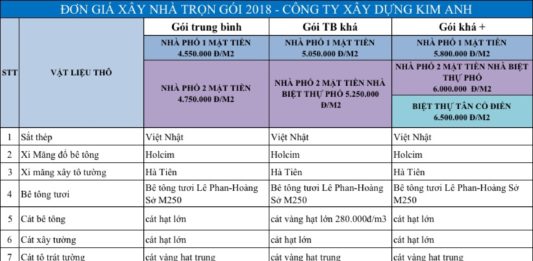 ĐƠN GIÁ XÂY NHÀ TRỌN GÓI 2018 - CÔNG TY XÂY DỰNG KIM ANH
STT
VẬT LIỆU THÔ
Gói trung bình
Gói TB khá
Gói khá +
NHÀ PHỐ 1 MẶT TIỀN
4.550.000 Đ/M2
NHÀ PHỐ 1 MẶT TIỀN
5.050.000 Đ/M2
NHÀ PHỐ 1 MẶT TIỀN
5.800.000 Đ/M2
NHÀ PHỐ 2 MẶT TIỀN
4.750.000 Đ/M2
NHÀ PHỐ 2 MẶT TIỀN NHÀ
BIỆT THỰ PHỐ 5.250.000
Đ/M2
NHÀ PHỐ 2 MẶT TIỀN NHÀ BIỆT
THỰ PHỐ
6.000.000 Đ/M2
BIỆT THỰ TÂN CỔ ĐIỂN
6.500.000 Đ/M2
1 Sắt thép Việt Nhật Việt Nhật Việt Nhật
2 Xi Măng đổ bê tông Holcim Holcim Holcim
3 Xi măng xây tô tường Hà Tiên Hà Tiên Hà Tiên
4 Bê tông tươi Bê tông tươi Lê Phan-Hoàng Bê tông tươi Lê Phan-Hoàng Bê tông tươi Lê Phan-Hoàng Sở
Sở M250 Sở M250 M250
5 Cát bê tông cát hạt lớn cát vàng hạt lớn 280.000đ/m3 cát hạt lớn
6 Cát xây tường cát hạt lớn cát hạt lớn cát hạt lớn
7 Cát tô trát tường cát vàng hạt trung cát vàng hạt trung cát vàng hạt trung